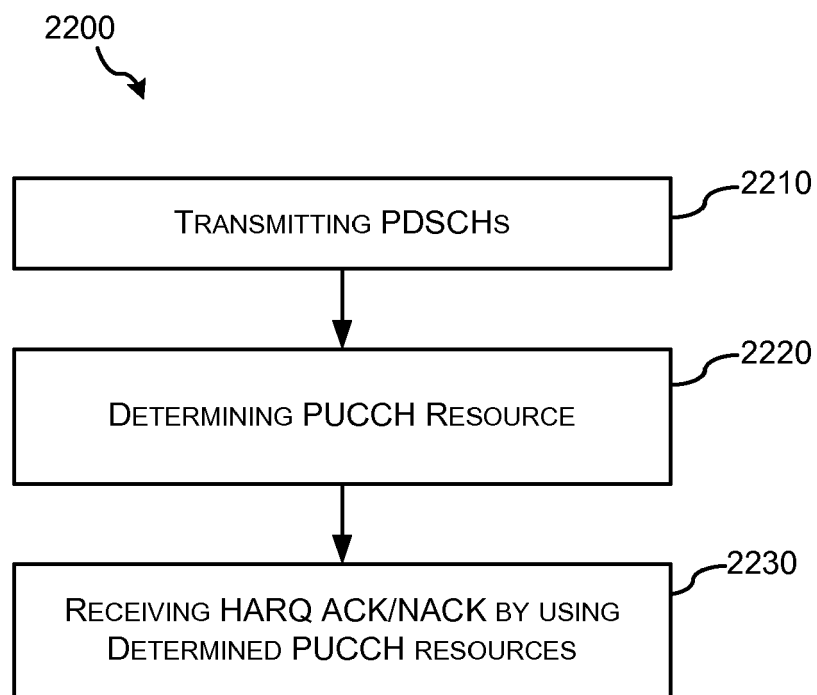 2200
2210
TRANSMITTING PDSCHS
2220
DETERMINING PUCCH RESOURCE
2230
RECEIVING HARQ ACK/NACK BY USING
DETERMINED PUCCH RESOURCES